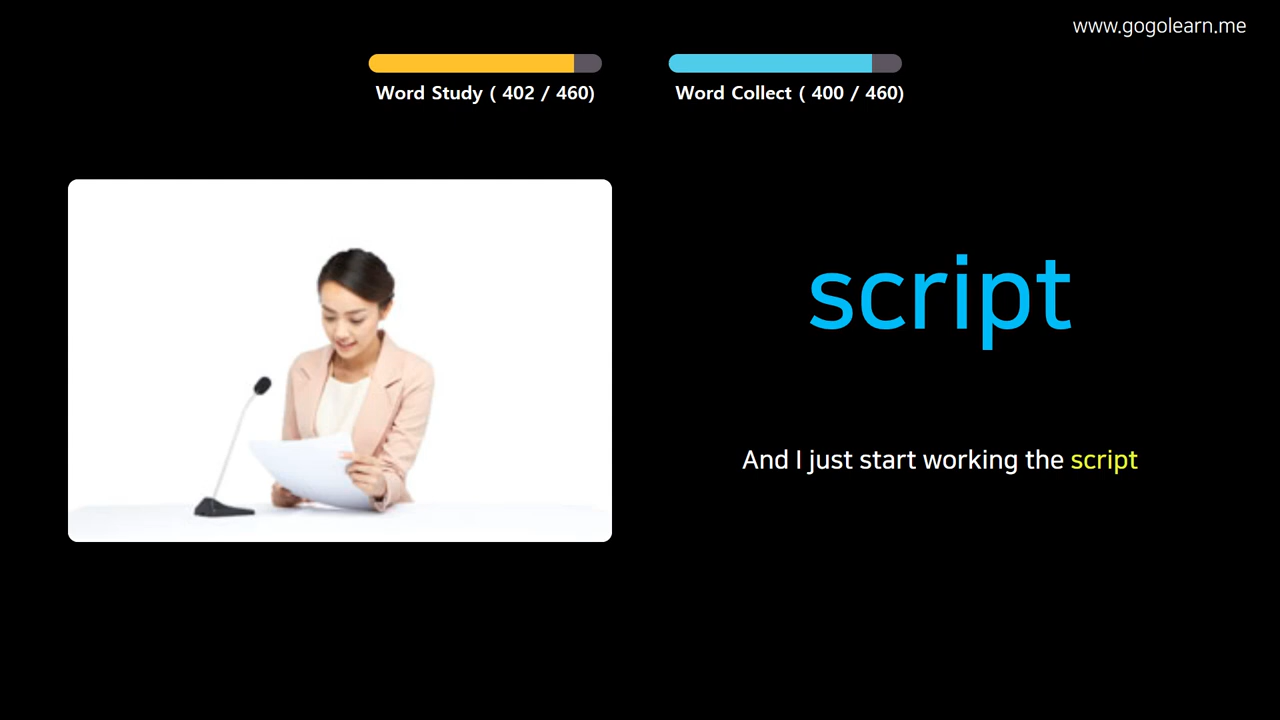 www.gogolearn.me
Word Study ( 402 / 460)
Word Collect ( 400 / 460)
script
And I just start working the script